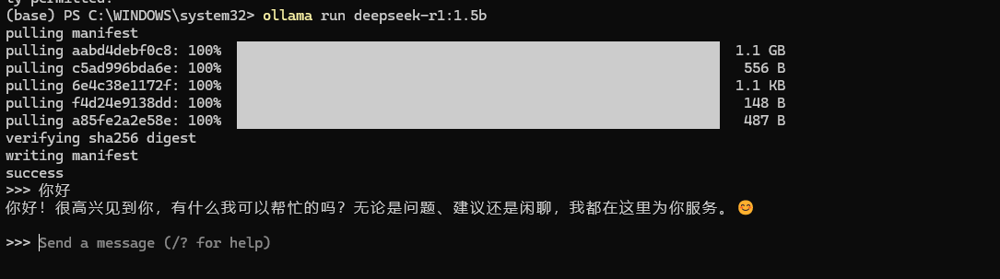 ty permitted.
(base) PS C:\WINDOWS\system32> ollama run deepseek-r1:1.5b
pulling manifest
pulling aabd4debf0c8: 100% 1.1 GB
pulling c5ad996bda6e: 100% 556 B
pulling 6e4c38e1172f: 100% 1.1 KB
pulling f4d24e9138dd: 100% 148 B
pulling a85fe2a2e58e: 100% 487 B
verifying sha256 digest
writing manifest
success
>>> 你好
你好！很高兴见到你，有什么我可以帮忙的吗？无论是问题、建议还是闲聊，我都在这里为你服务。😊
>>> Send a message (/? for help)